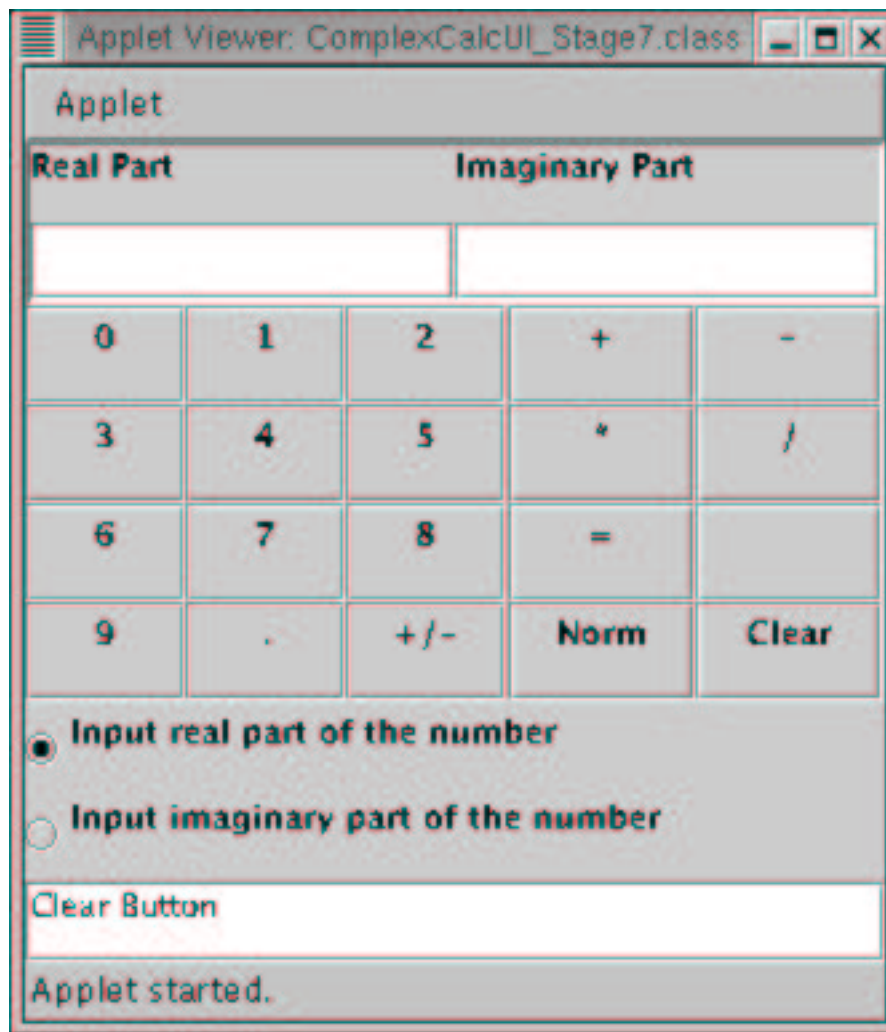 Applet Viewer: ComplexCalcUI_Stage7.class
Applet
Real Part Imaginary Part
0 1 2 + -
3 4 5 * /
6 7 8 =
9 . +/- Norm Clear
Input real part of the number
Input imaginary part of the number
Clear Button
Applet started.